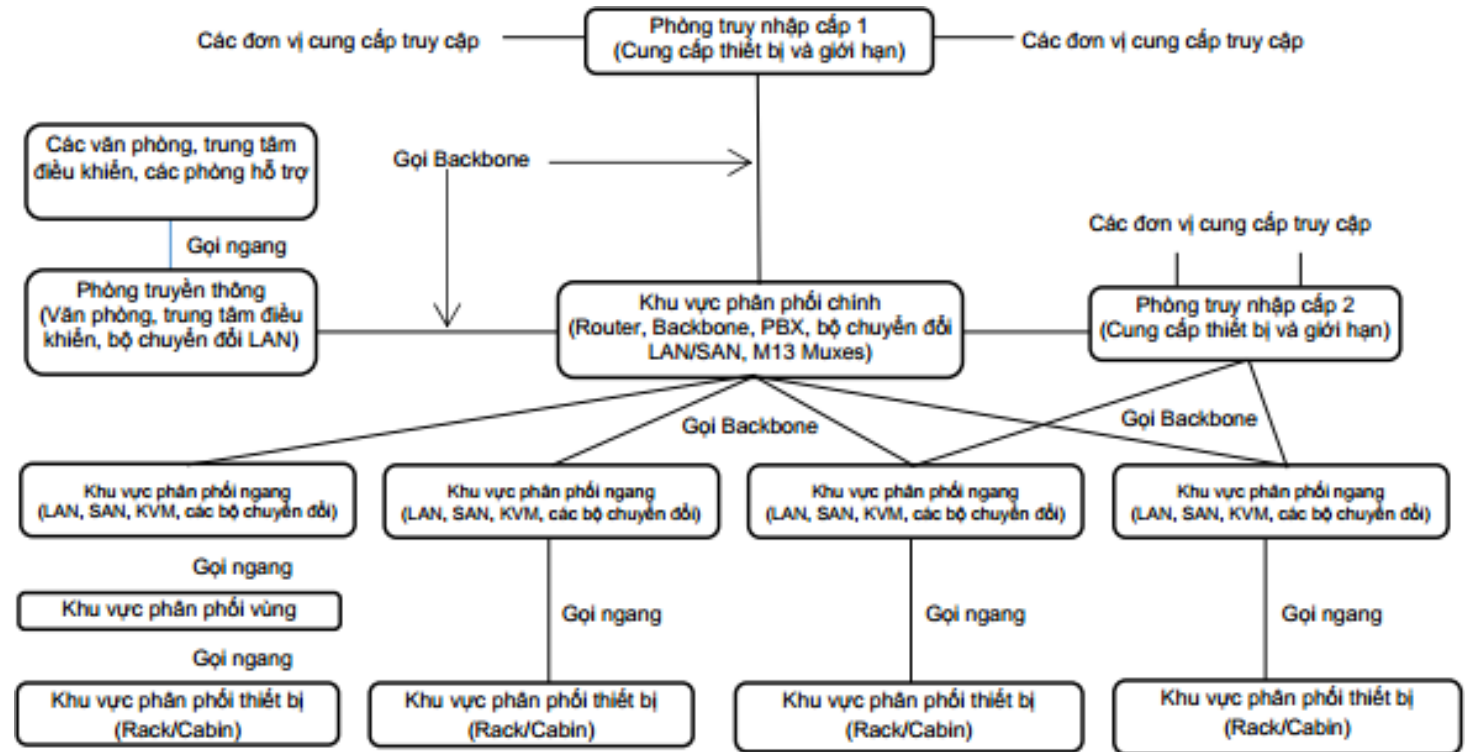 Phòng truy nhập cấp 1
(Cung cấp thiết bị và giới hạn)
Các đơn vị cung cấp truy cập
Các đơn vị cung cấp truy cập
Các văn phòng, trung tâm
điều khiển, các phòng hỗ trợ
Gọi Backbone
Gọi ngang
Các đơn vị cung cấp truy cập
Phòng truyền thông
(Văn phòng, trung tâm điều
khiển, bộ chuyển đổi LAN)
Khu vực phân phối chính
(Router, Backbone, PBX, bộ chuyển đổi
LAN/SAN, M13 Muxes)
Phòng truy nhập cấp 2
(Cung cấp thiết bị và giới hạn)
Gọi Backbone
Gọi Backbone
Khu vực phân phối ngang
(LAN, SAN, KVM, các bộ chuyển đổi)
Khu vực phân phối ngang
(LAN, SAN, KVM, các bộ chuyển đổi)
Khu vực phân phối ngang
(LAN, SAN, KVM, các bộ chuyển đổi)
Khu vực phân phối ngang
(LAN, SAN, KVM, các bộ chuyển đổi)
Gọi ngang
Khu vực phân phối vùng
Gọi ngang
Gọi ngang
Gọi ngang
Gọi ngang
Khu vực phân phối thiết bị
(Rack/Cabin)
Khu vực phân phối thiết bị
(Rack/Cabin)
Khu vực phân phối thiết bị
(Rack/Cabin)
Khu vực phân phối thiết bị
(Rack/Cabin)